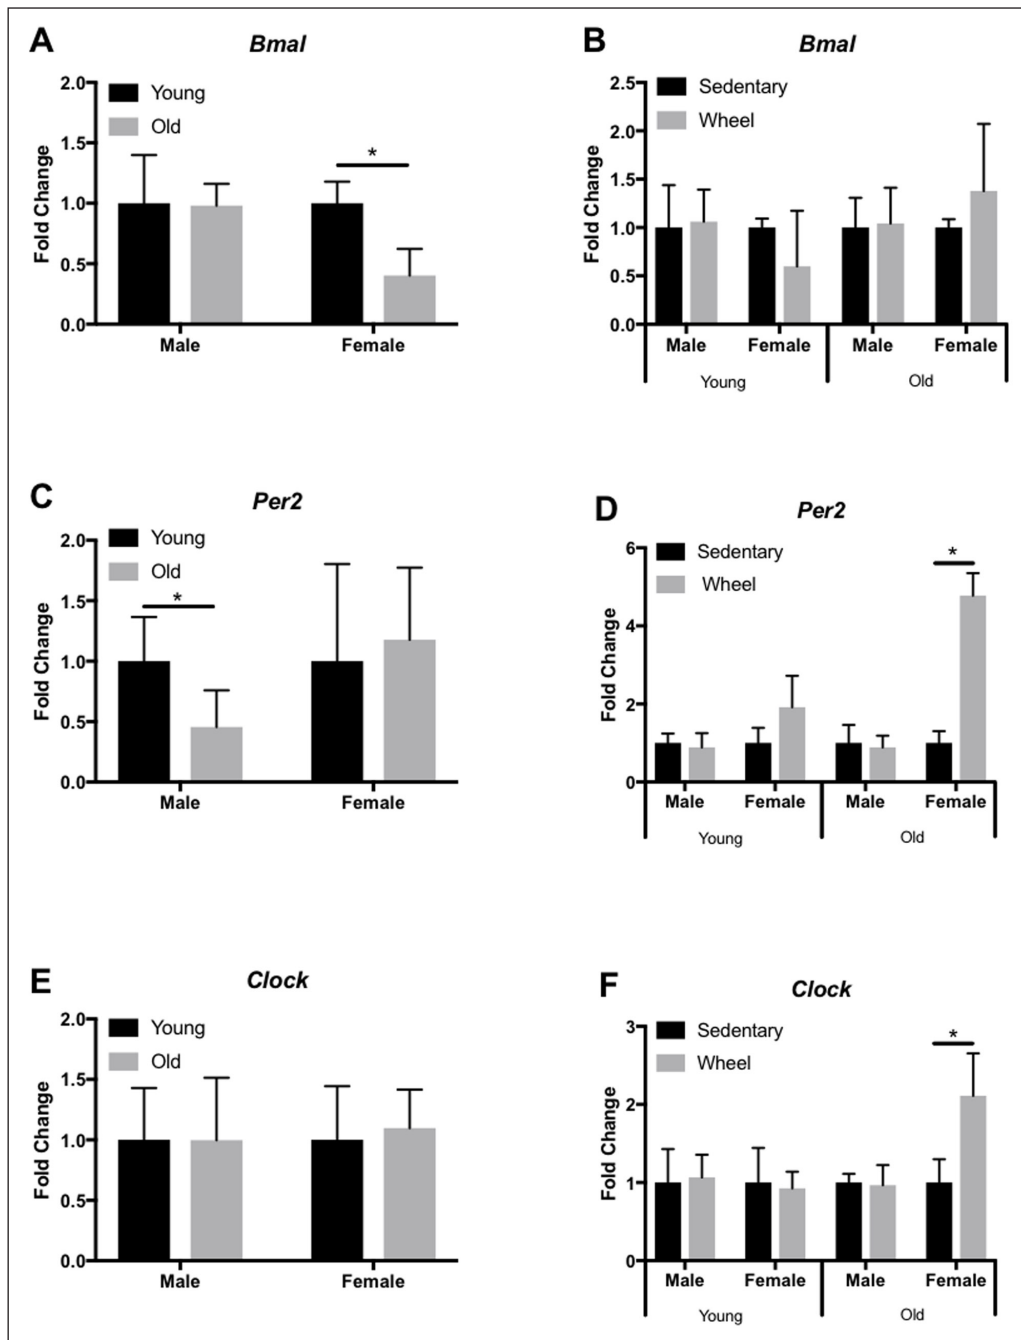 A
Bmal
2.0
1.5
1.0
0.5
0.0
Fold Change
Young
Old
*
Male
Female
B
Bmal
2.5
2.0
1.5
1.0
0.5
0.0
Fold Change
Sedentary
Wheel
Male
Female
Male
Female
Young
Old
C
Per2
2.0
1.5
1.0
0.5
0.0
Fold Change
Young
Old
*
Male
Female
D
Per2
6
4
2
0
Fold Change
Sedentary
Wheel
*
Male
Female
Male
Female
Young
Old
E
Clock
2.0
1.5
1.0
0.5
0.0
Fold Change
Young
Old
Male
Female
F
Clock
3
2
1
0
Fold Change
Sedentary
Wheel
*
Male
Female
Male
Female
Young
Old